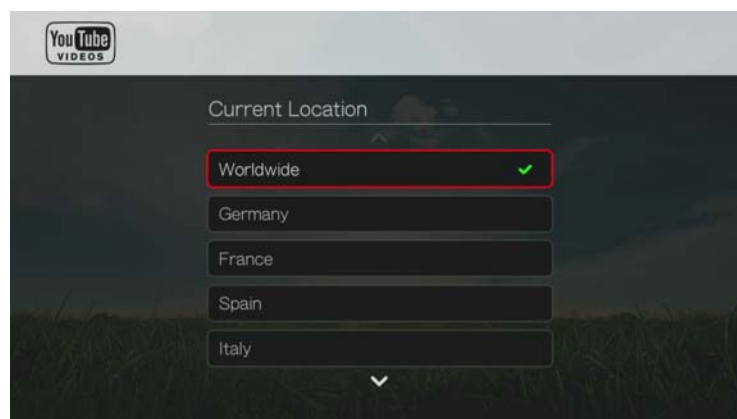 You Tube
VIDEOS
Current Location
Worldwide
Germany
France
Spain
Italy